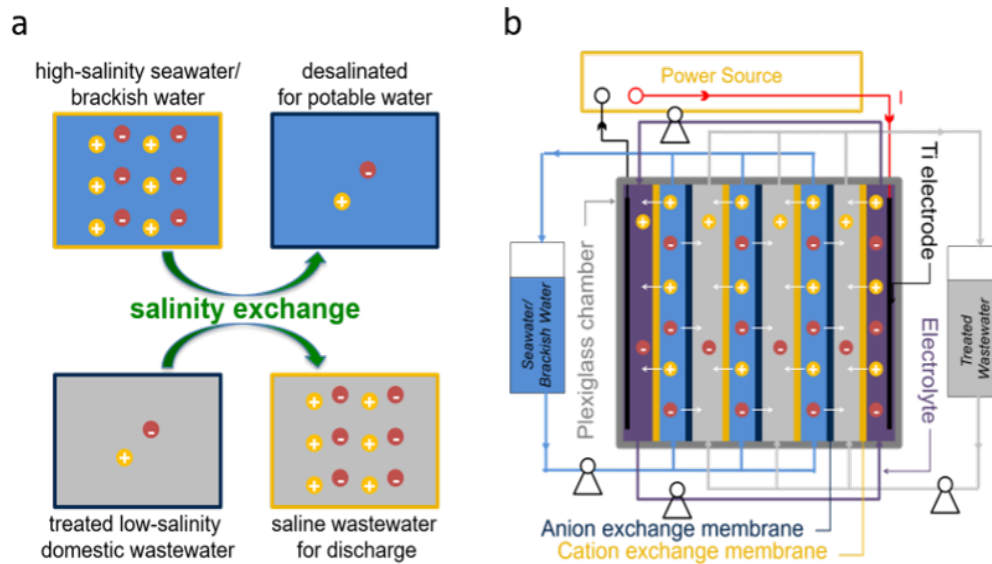 a
high-salinity seawater/
brackish water
desalinated
for potable water
+ - + -
+ - + -
+ - + -
-
+
salinity exchange
-
+
+ - + -
+ - + -
+ - + -
treated low-salinity
domestic wastewater
saline wastewater
for discharge
b
Power Source
I
Ti electrode
Plexiglass chamber
Seawater/
Brackish Water
Treated
Wastewater
Electrolyte
Anion exchange membrane
Cation exchange membrane